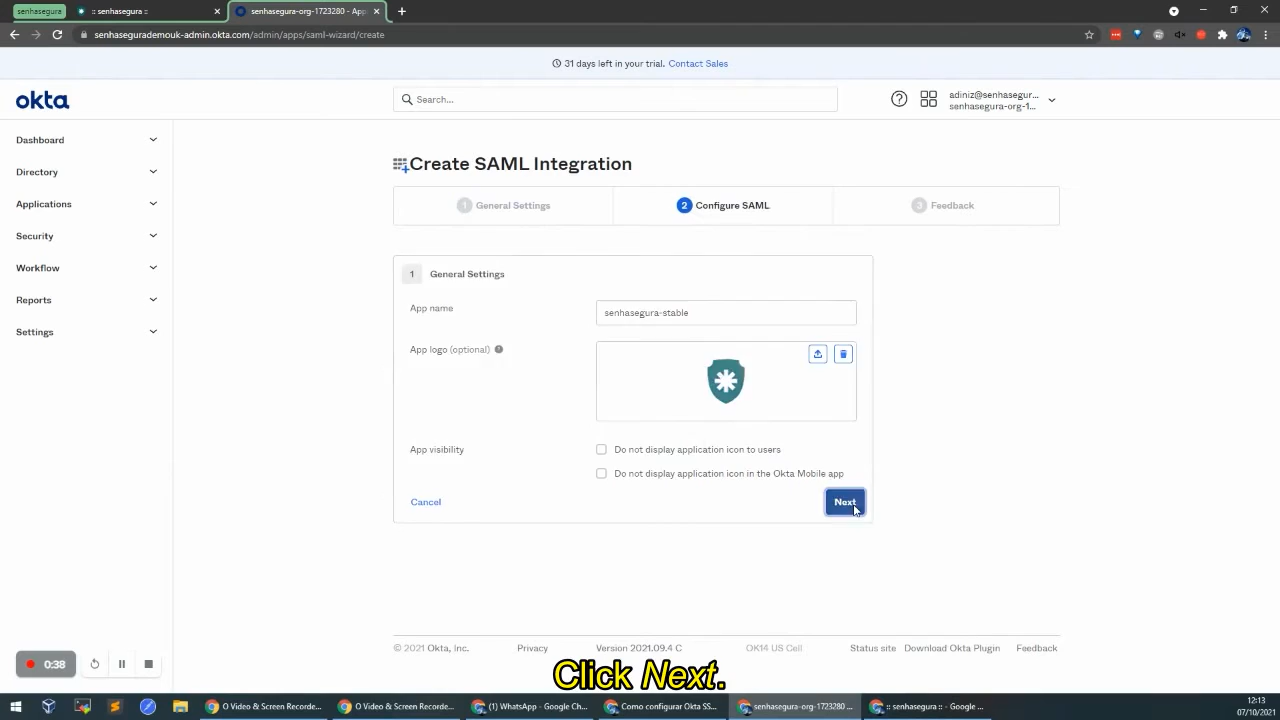 senhasegura
:: senhasegura ::
senhasegura-org-1723280 - App
senhasegurademouk-admin.okta.com/admin/apps/saml-wizard/create
31 days left in your trial. Contact Sales
okta
Search...
adiniz@senhasegur...
senhasegura-org-1...
Dashboard
Directory
Applications
Security
Workflow
Reports
Settings
Create SAML Integration
1 General Settings
2 Configure SAML
3 Feedback
1 General Settings
App name
senhasegura-stable
App logo (optional)
App visibility
Do not display application icon to users
Do not display application icon in the Okta Mobile app
Cancel
Next
© 2021 Okta, Inc.
Privacy
Version 2021.09.4 C
OK14 US Cell
Status site
Download Okta Plugin
Feedback
0:38
Click Next.
O Video & Screen Recorde...
O Video & Screen Recorde...
(1) WhatsApp - Google Ch...
Como configurar Okta SS...
senhasegura-org-1723280 ...
:: senhasegura :: - Google ...
12:13
07/10/2021